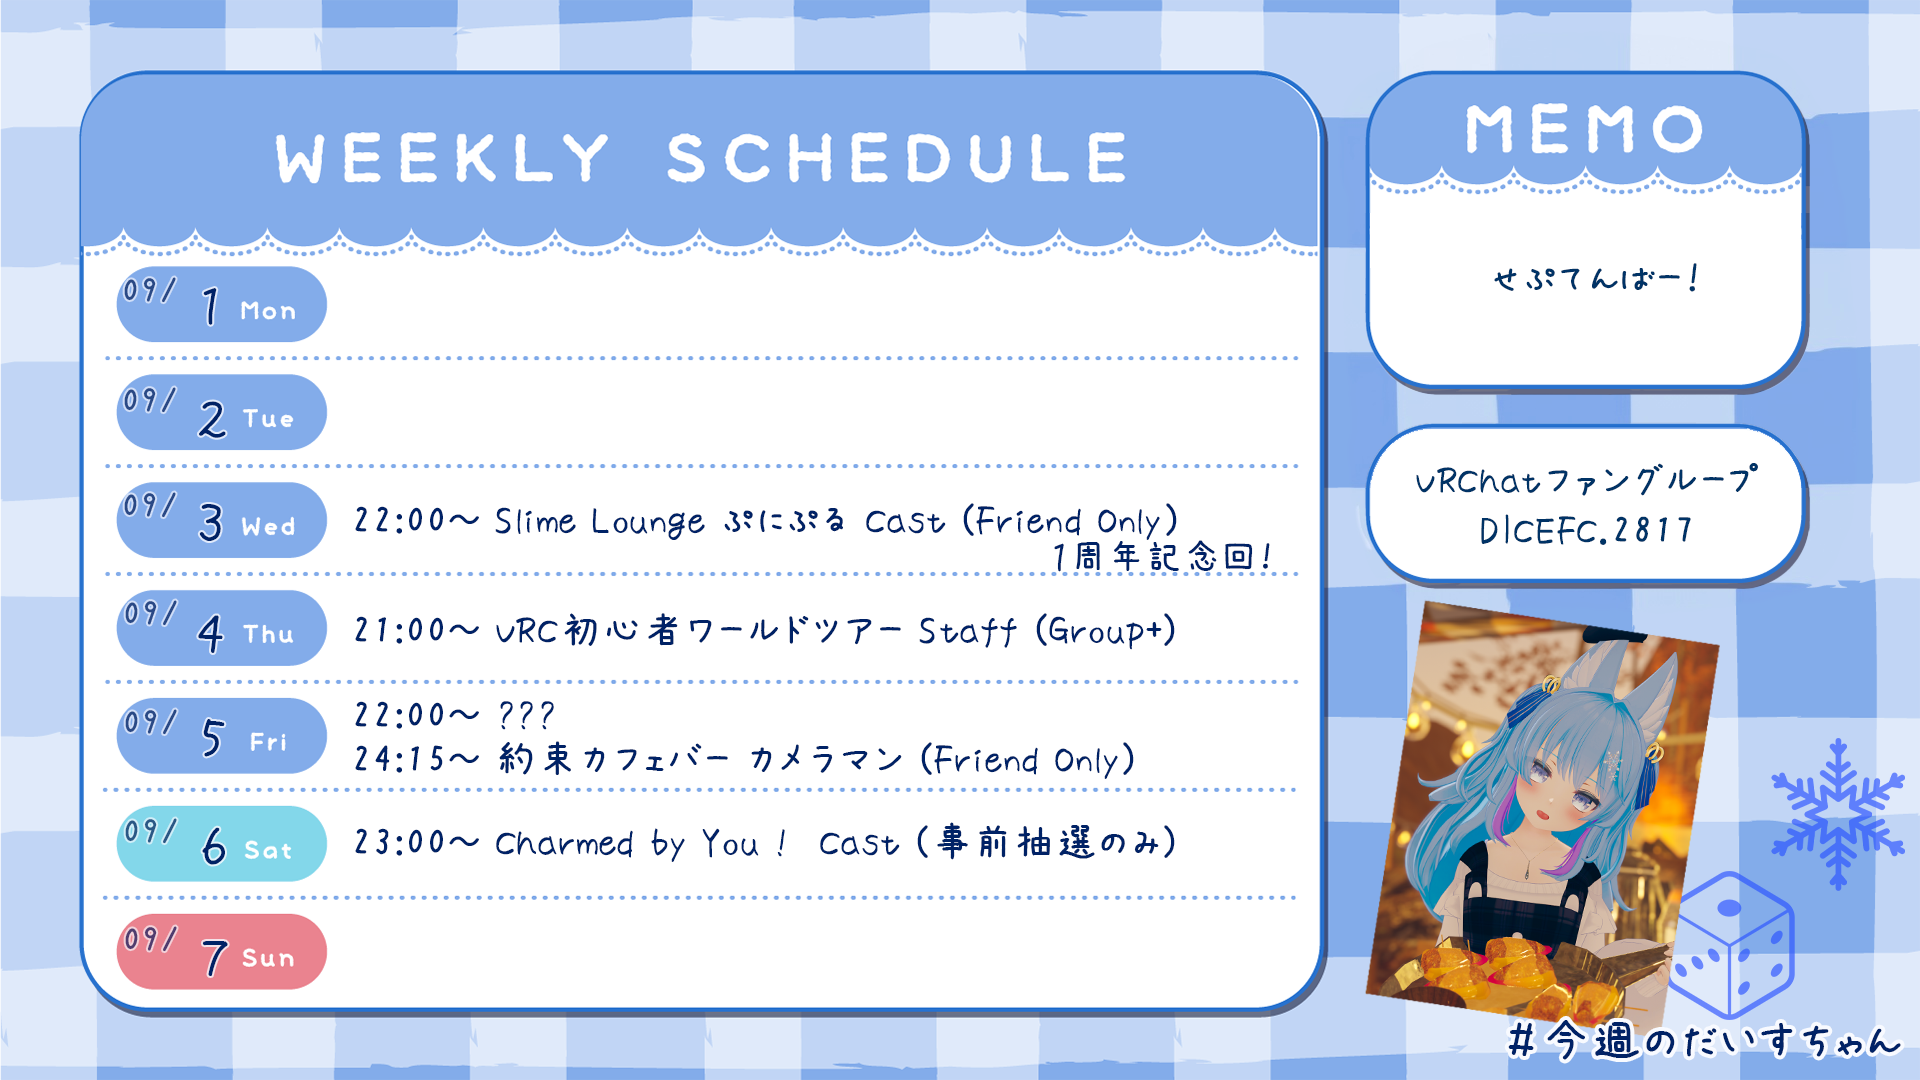 WEEKLY SCHEDULE
09/ 1 Mon
09/ 2 Tue
09/ 3 Wed
22:00～ Slime Lounge ぷにぷる Cast (Friend Only)
1周年記念回!
09/ 4 Thu
21:00～ VRC初心者ワールドツアー Staff (Group+)
09/ 5 Fri
22:00～ ???
24:15～ 約束カフェバー カメラマン (Friend Only)
09/ 6 Sat
23:00～ Charmed by You ! Cast (事前抽選のみ)
09/ 7 Sun
MEMO
せぷてんばー!
VRChatファングループ
DICEFC.2817
#今週のだいすちゃん